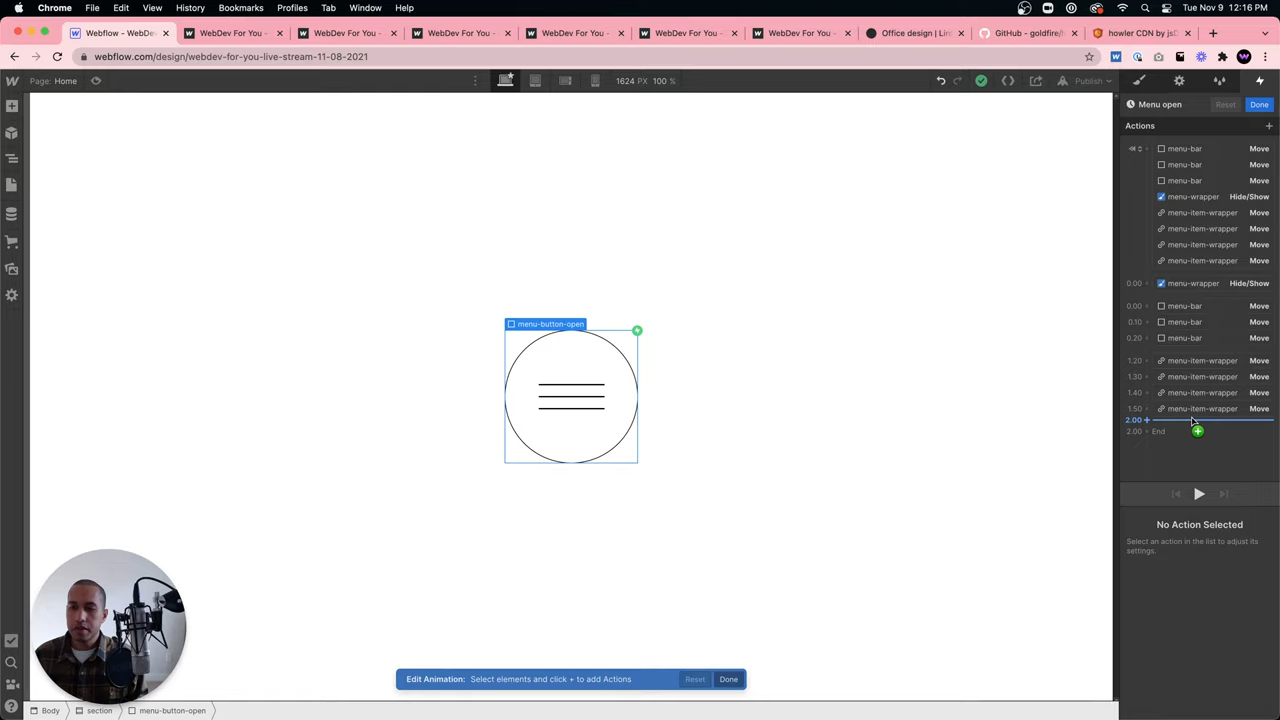 Chrome File Edit View History Bookmarks Profiles Tab Window Help
Tue Nov 9 12:16 PM
Webflow - WebDev
WebDev For You -
WebDev For You -
WebDev For You -
WebDev For You -
WebDev For You -
WebDev For You -
Office design | Lim
GitHub - goldfire/h
howler CDN by jsD
webflow.com/design/webdev-for-you-live-stream-11-08-2021
Page: Home
1624 PX 100 %
Publish
Menu open Reset Done
Actions
menu-bar Move
menu-bar Move
menu-bar Move
menu-wrapper Hide/Show
menu-item-wrapper Move
menu-item-wrapper Move
menu-item-wrapper Move
menu-item-wrapper Move
0.00 menu-wrapper Hide/Show
0.00 menu-bar Move
0.10 menu-bar Move
0.20 menu-bar Move
1.20 menu-item-wrapper Move
1.30 menu-item-wrapper Move
1.40 menu-item-wrapper Move
1.50 menu-item-wrapper Move
2.00 +
2.00 End
menu-button-open
No Action Selected
Select an action in the list to adjust its
settings.
Edit Animation: Select elements and click + to add Actions Reset Done
Body section menu-button-open